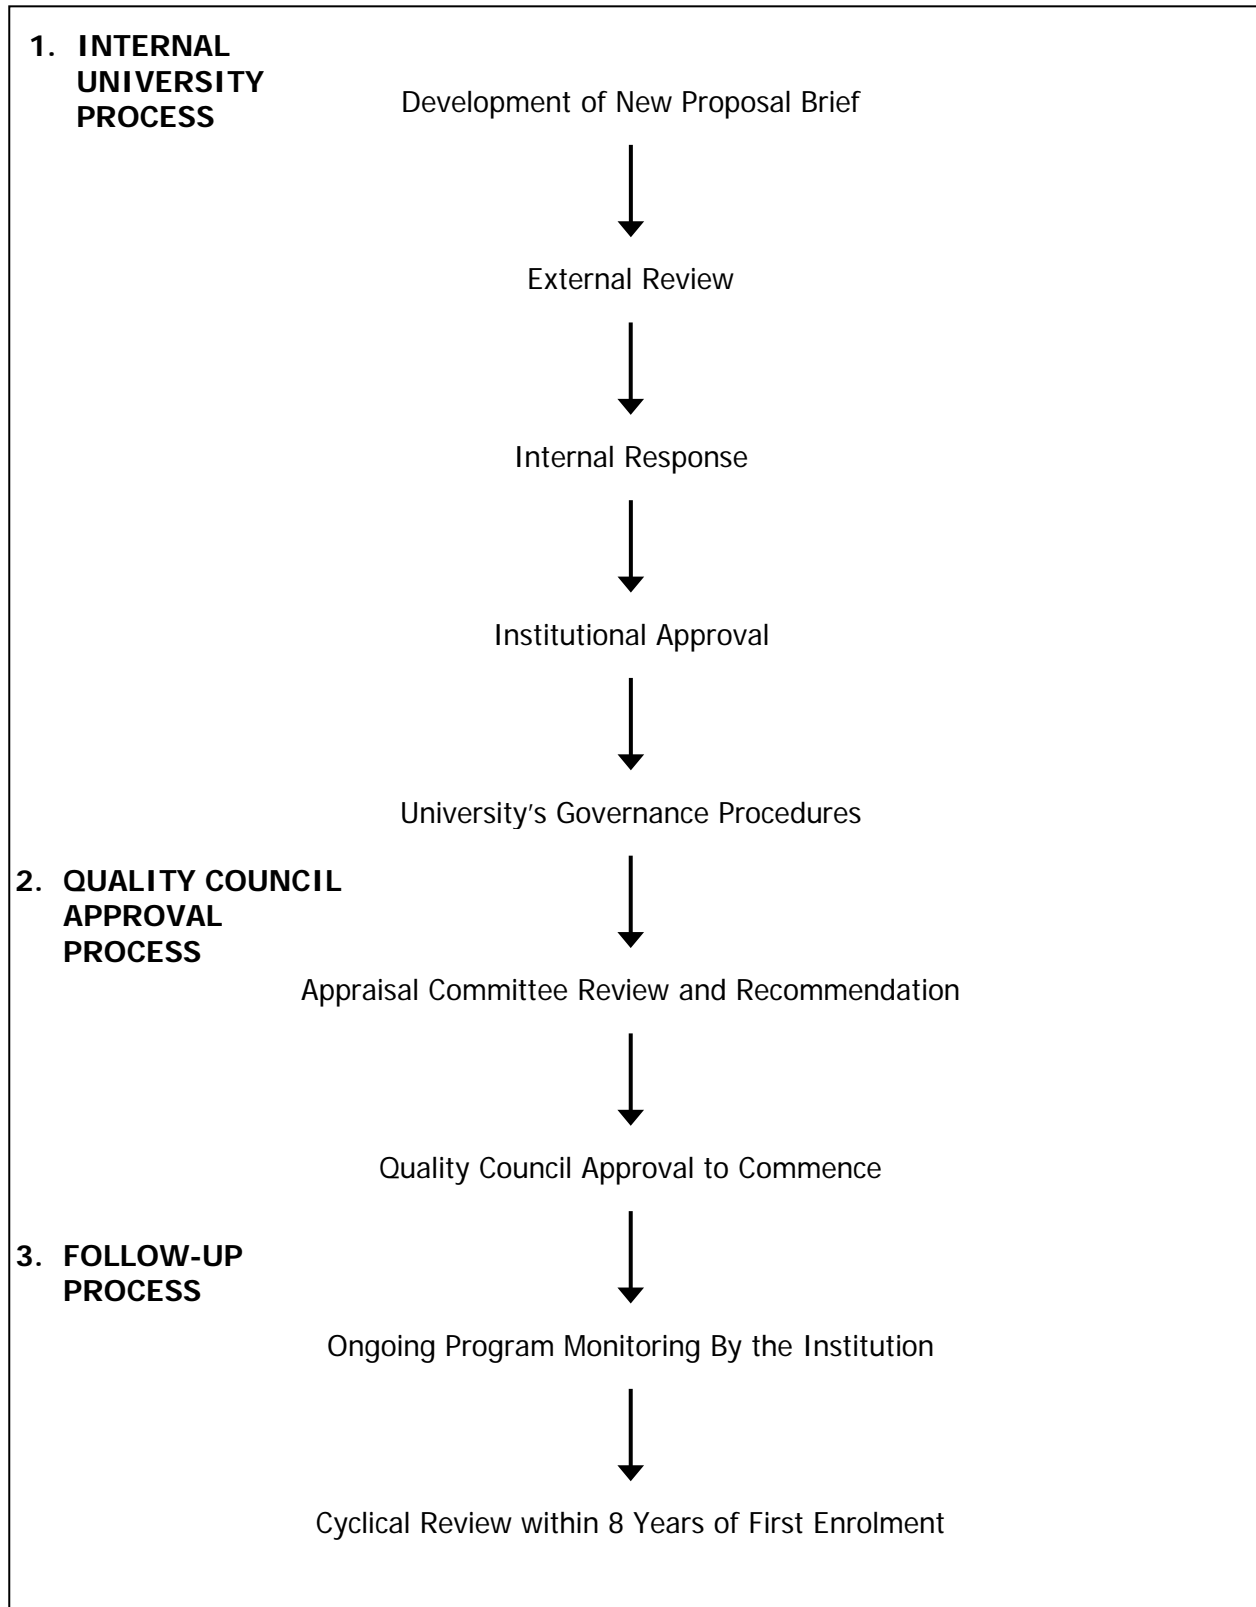 1. INTERNAL
UNIVERSITY
PROCESS
Development of New Proposal Brief
External Review
Internal Response
Institutional Approval
University's Governance Procedures
2. QUALITY COUNCIL
APPROVAL
PROCESS
Appraisal Committee Review and Recommendation
Quality Council Approval to Commence
3. FOLLOW-UP
PROCESS
Ongoing Program Monitoring By the Institution
Cyclical Review within 8 Years of First Enrolment